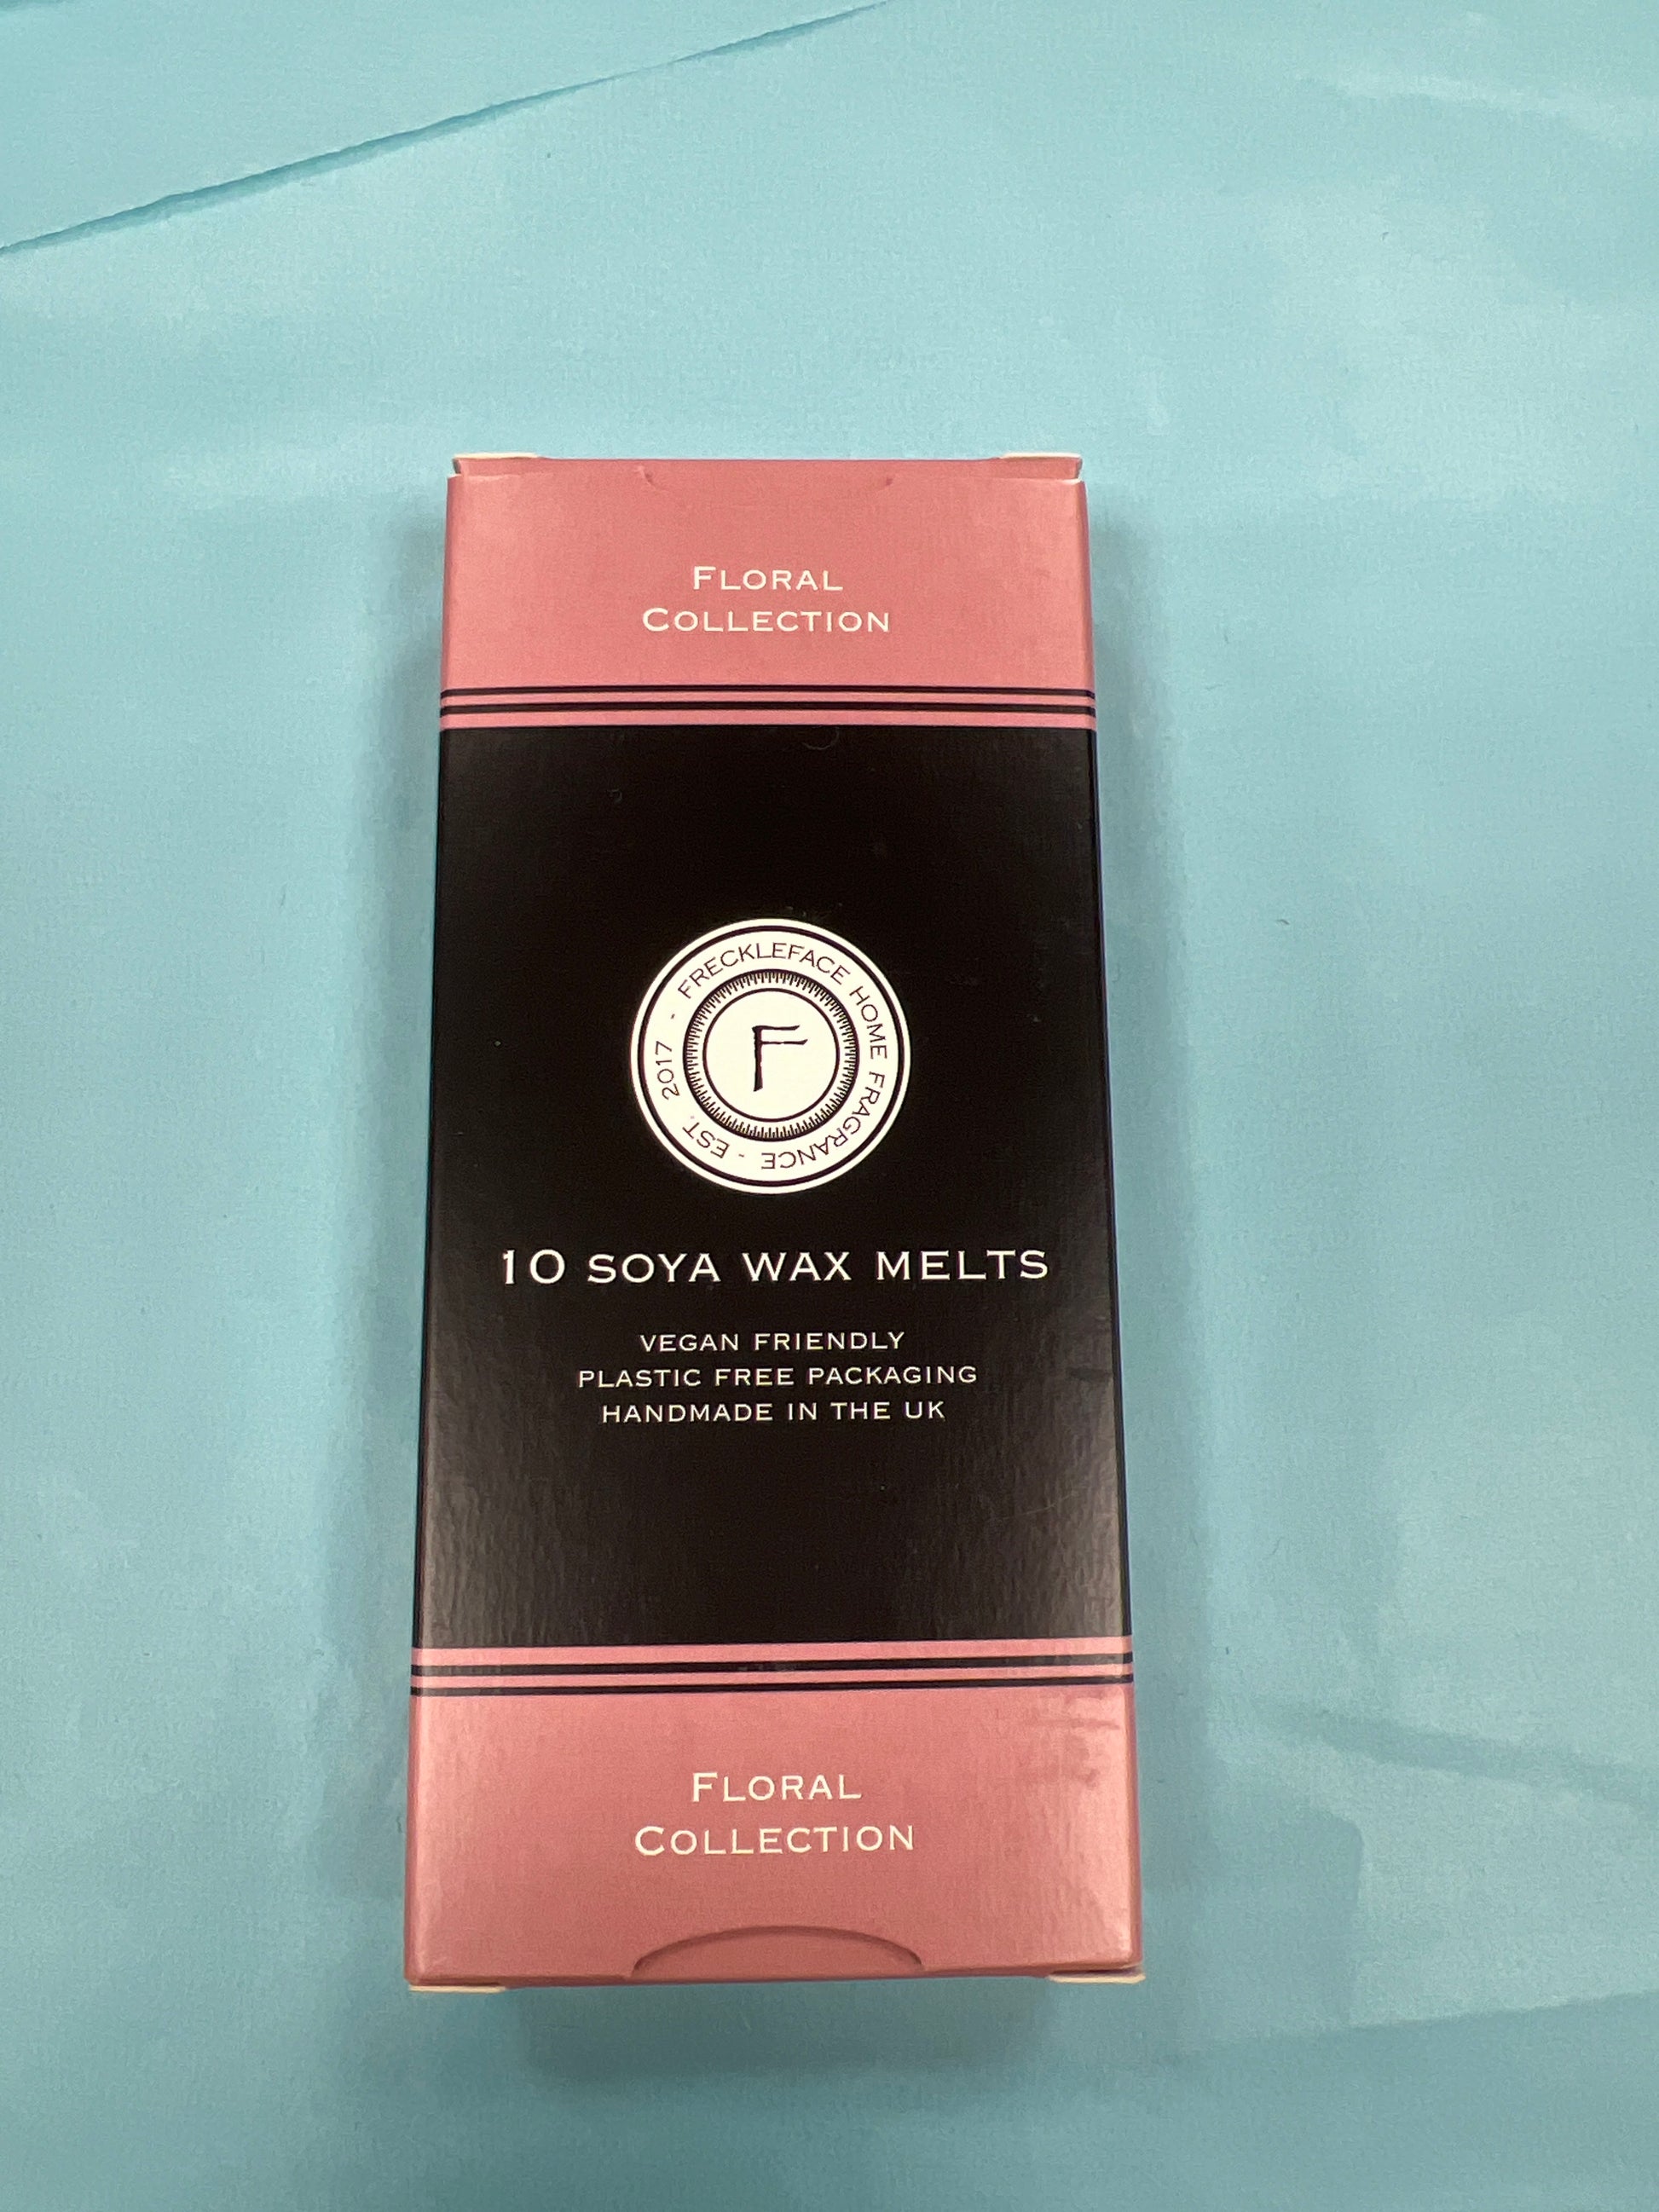 FLORAL
COLLECTION
FRECKLEFACE HOME FRAGRANCE - EST. 2017 -
F
10 SOYA WAX MELTS
VEGAN FRIENDLY
PLASTIC FREE PACKAGING
HANDMADE IN THE UK
FLORAL
COLLECTION